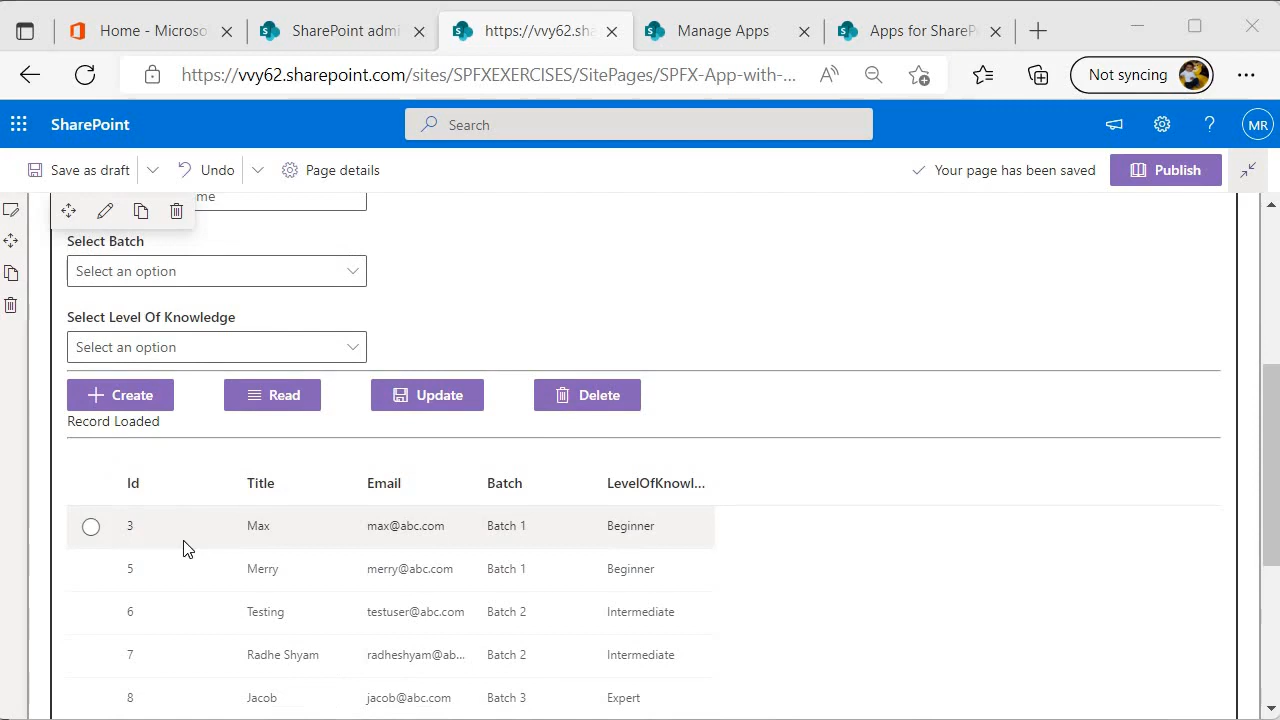 Home - Microso
SharePoint admi
https://vvy62.sha
Manage Apps
Apps for ShareP
https://vvy62.sharepoint.com/sites/SPFXEXERCISES/SitePages/SPFX-App-with-...
Not syncing
SharePoint
Search
MR
Save as draft
Undo
Page details
Your page has been saved
Publish
me
Select Batch
Select an option
Select Level Of Knowledge
Select an option
Create Read Update Delete
Record Loaded
Id Title Email Batch LevelOfKnowl...
3 Max max@abc.com Batch 1 Beginner
5 Merry merry@abc.com Batch 1 Beginner
6 Testing testuser@abc.com Batch 2 Intermediate
7 Radhe Shyam radheshyam@ab... Batch 2 Intermediate
8 Jacob jacob@abc.com Batch 3 Expert